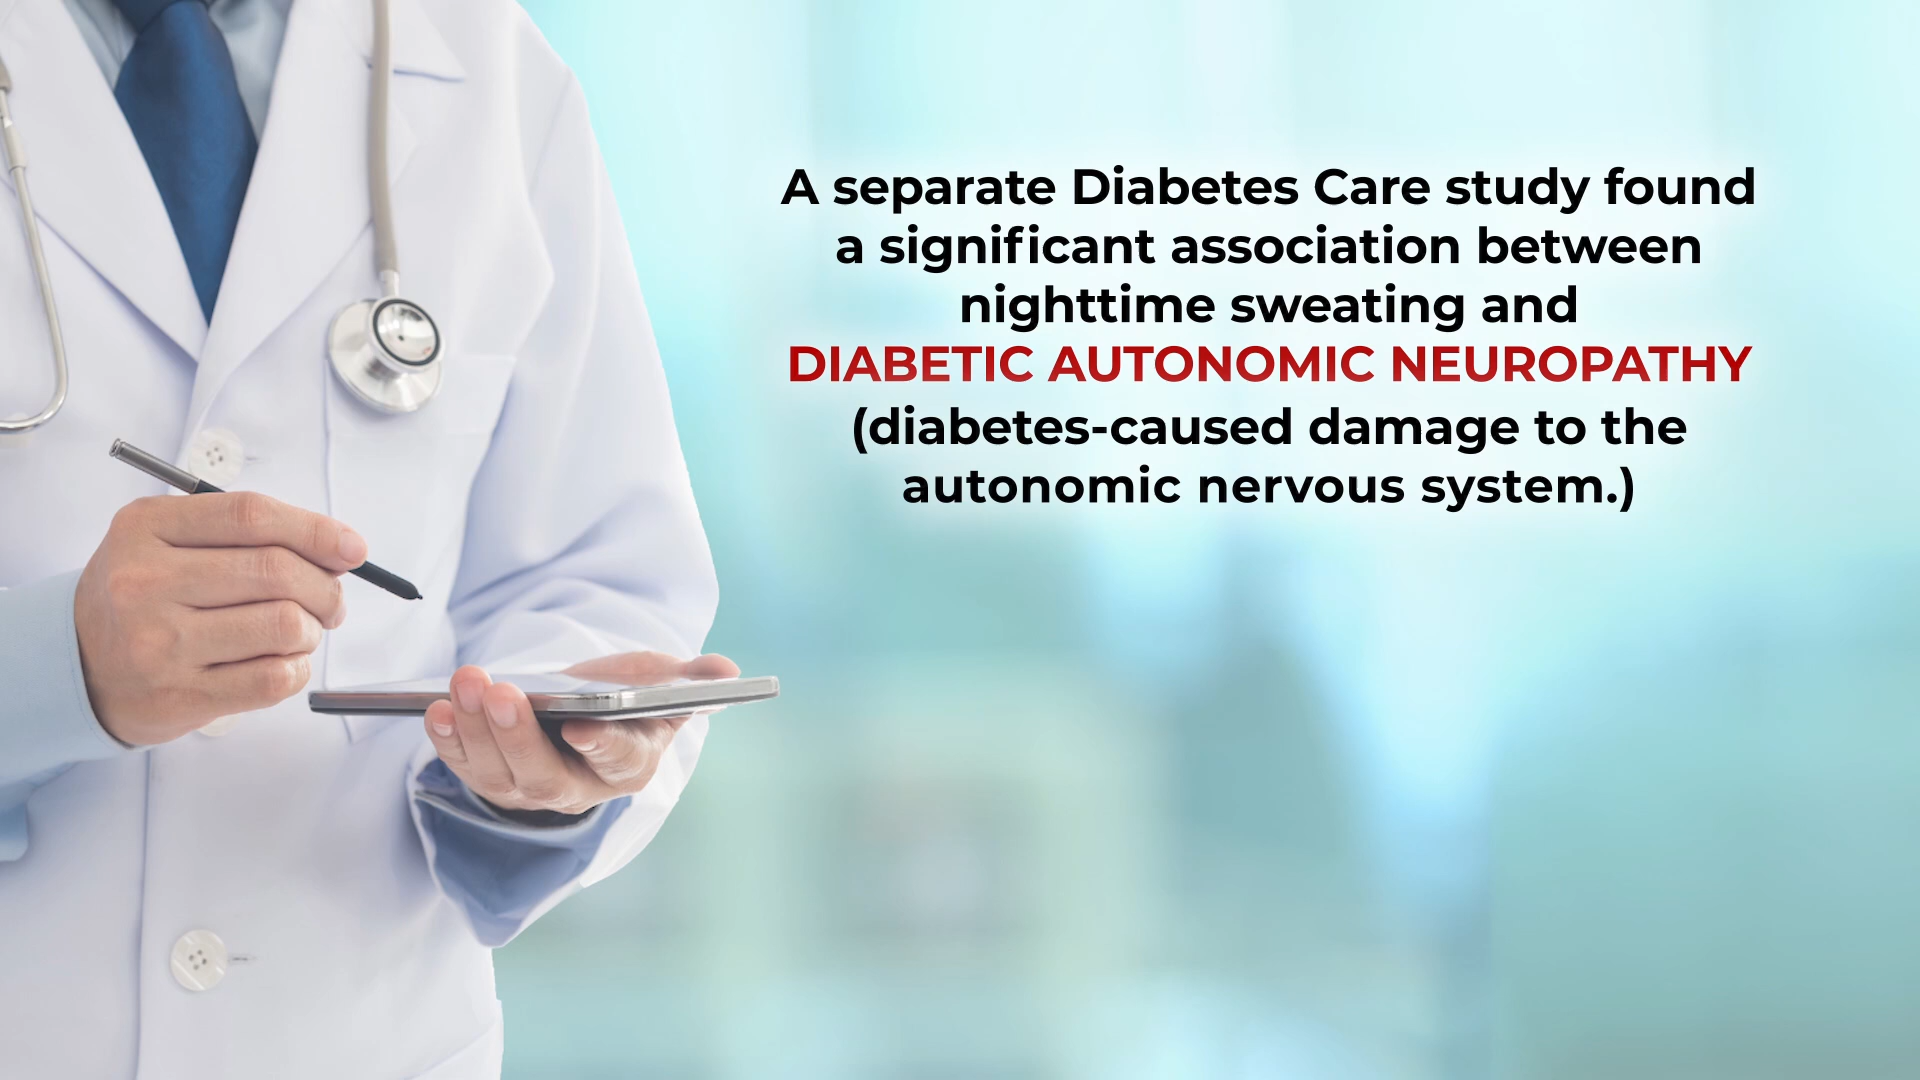 A separate Diabetes Care study found
a significant association between
nighttime sweating and
DIABETIC AUTONOMIC NEUROPATHY
(diabetes-caused damage to the
autonomic nervous system.)